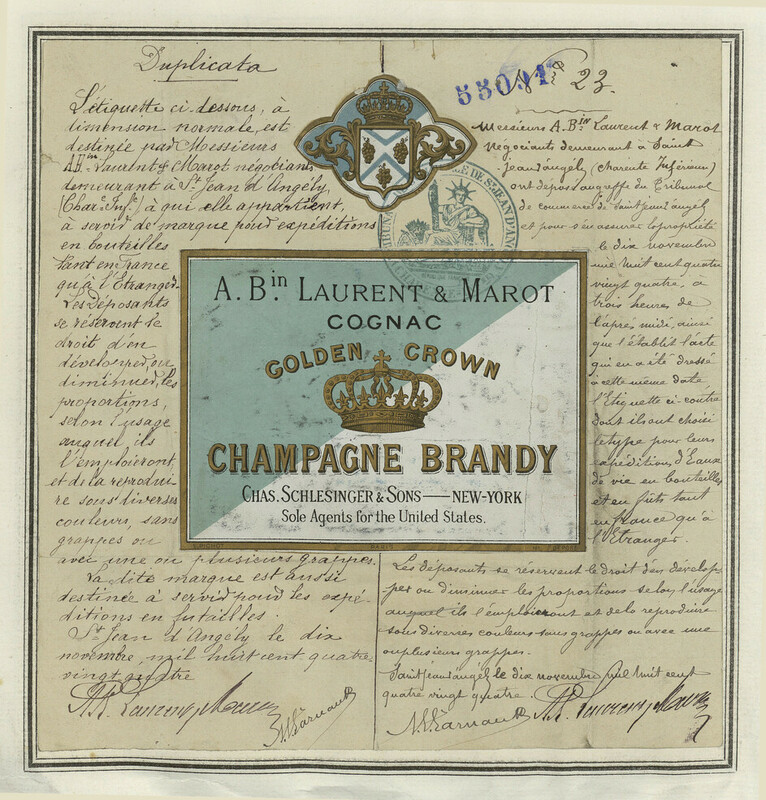 Duplicata
L'étiquette ci-dessous, à
dimension normale, est
destinée par Messieurs
A.Bin Laurent & Marot négociants
demeurant à St Jean d'Angély,
(Chare Infre) à qui elle appartient,
à servir de marque pour expéditions
en bouteilles
tant en France
qu'à l'Etranger.
Les Déposants
se réservent le
droit d'en
développer, ou
diminuer, les
proportions,
selon l'usage
auquel ils
l'emploieront
et de la reprodui
re sous diverses
couleurs, sans
grappes ou
avec une ou plusieurs grappes.
La dite marque est aussi
destinée à servir pour les expé-
ditions en futailles.
St Jean d'Angély le dix
novembre, mil huit cent quatre-
vingt quatre
55091
No 23.
Messieurs A.Bin Laurent & Marot
Negociants demeurant à Saint
Jean d'angély (Charente Inférieure)
ont déposé au greffe du Tribunal
de commerce de Saint Jean d'angely
et pour s'en assurer la propriété
le dix novembre
mil huit cent quatre
vingt quatre, à
trois heures de
l'apres midi, ainsi
que l'établit l'acte
qui en a été dressé
à cette même date
l'Etiquette ci-contre
dont ils ont choisi
le type pour leurs
expéditions d'Eaux
de vie en bouteilles
et en fûts tant
en france qu'à
l'Etranger.
Les déposants se réservent le droit d'en dévelop
per ou diminuer les proportions selon l'usage
auquel ils l'emploieront et de la reproduire
sous diverses couleurs sans grappes ou avec une
ou plusieurs grappes.
Saint Jean d'angély le dix novembre mil huit cent
quatre vingt quatre
A. Bin LAURENT & MAROT
COGNAC
GOLDEN CROWN
CHAMPAGNE BRANDY
CHAS. SCHLESINGER & SONS — NEW-YORK
Sole Agents for the United States.